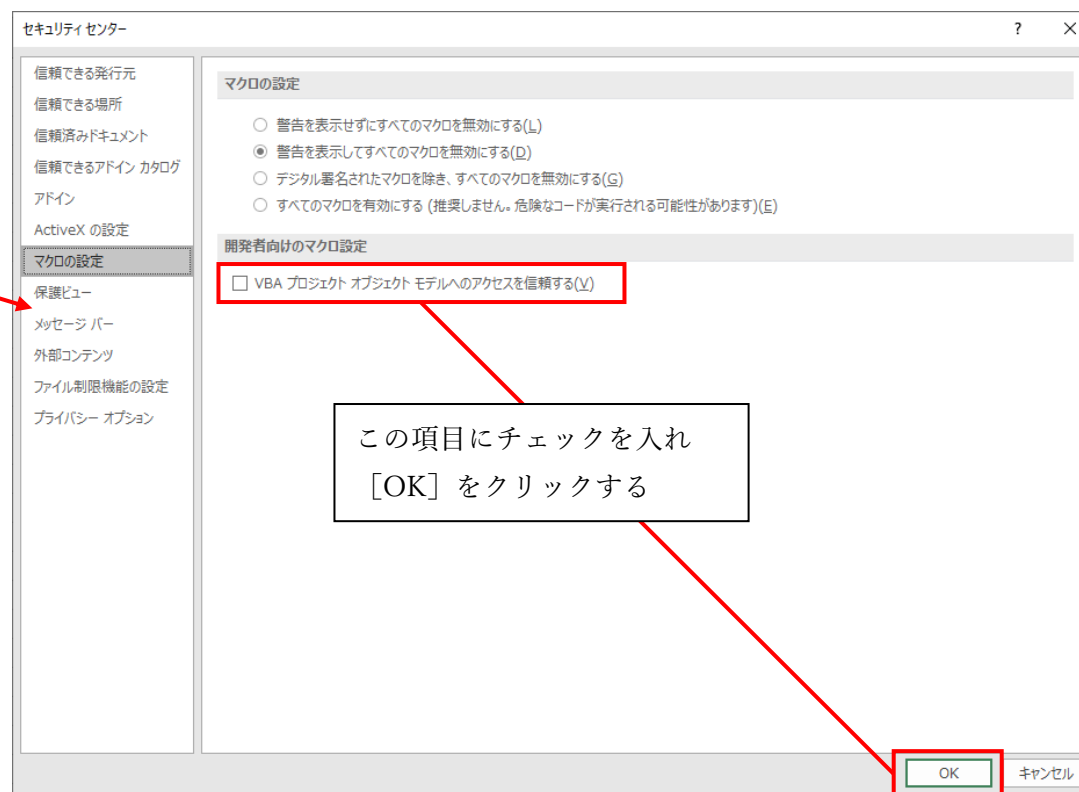 セキュリティ センター
?
信頼できる発行元
信頼できる場所
信頼済みドキュメント
信頼できるアドイン カタログ
アドイン
ActiveX の設定
マクロの設定
保護ビュー
メッセージ バー
外部コンテンツ
ファイル制限機能の設定
プライバシー オプション
マクロの設定
警告を表示せずにすべてのマクロを無効にする(L)
警告を表示してすべてのマクロを無効にする(D)
デジタル署名されたマクロを除き、すべてのマクロを無効にする(G)
すべてのマクロを有効にする (推奨しません。危険なコードが実行される可能性があります)(E)
開発者向けのマクロ設定
VBA プロジェクト オブジェクト モデルへのアクセスを信頼する(V)
この項目にチェックを入れ
［OK］をクリックする
OK
キャンセル